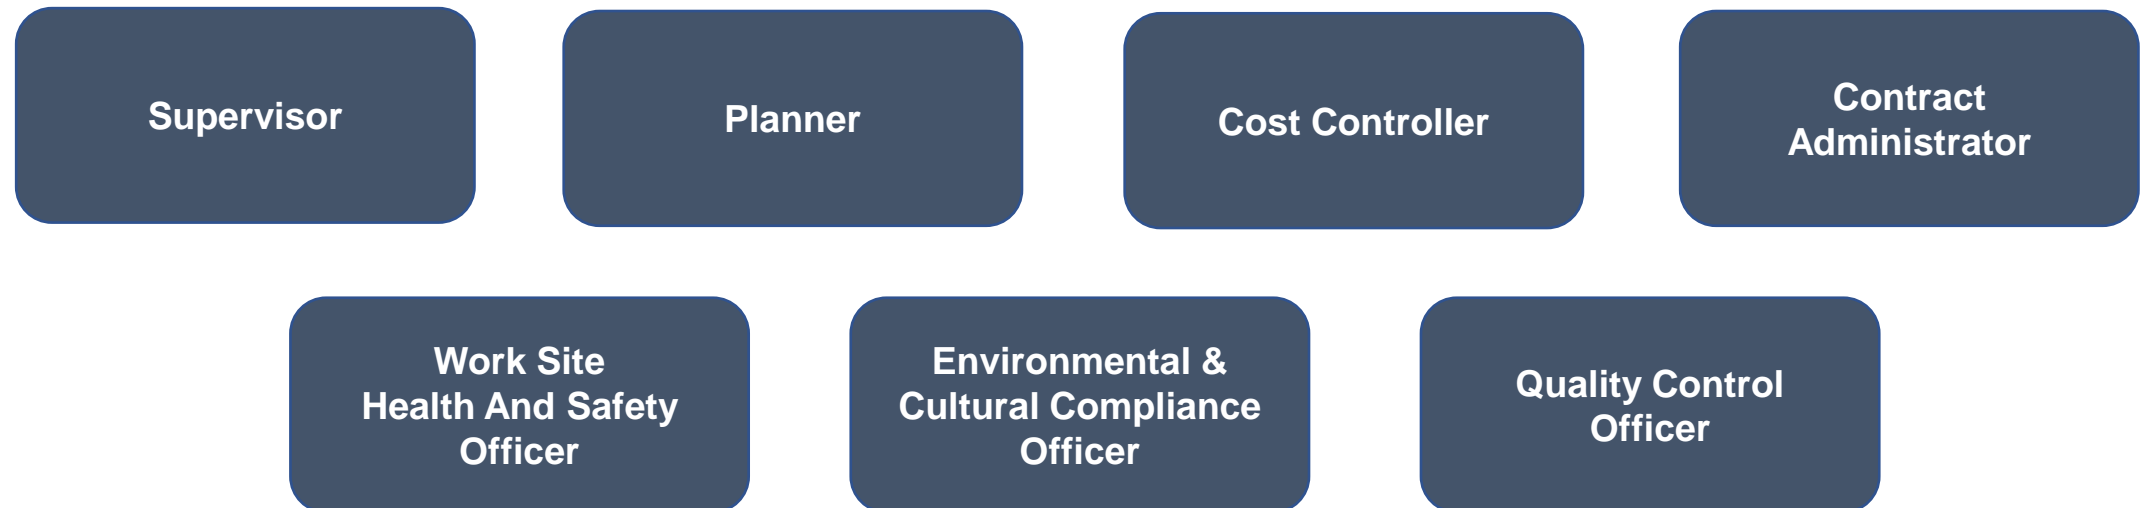 Supervisor
Planner
Cost Controller
Contract
Administrator
Work Site
Health And Safety
Officer
Environmental &
Cultural Compliance
Officer
Quality Control
Officer